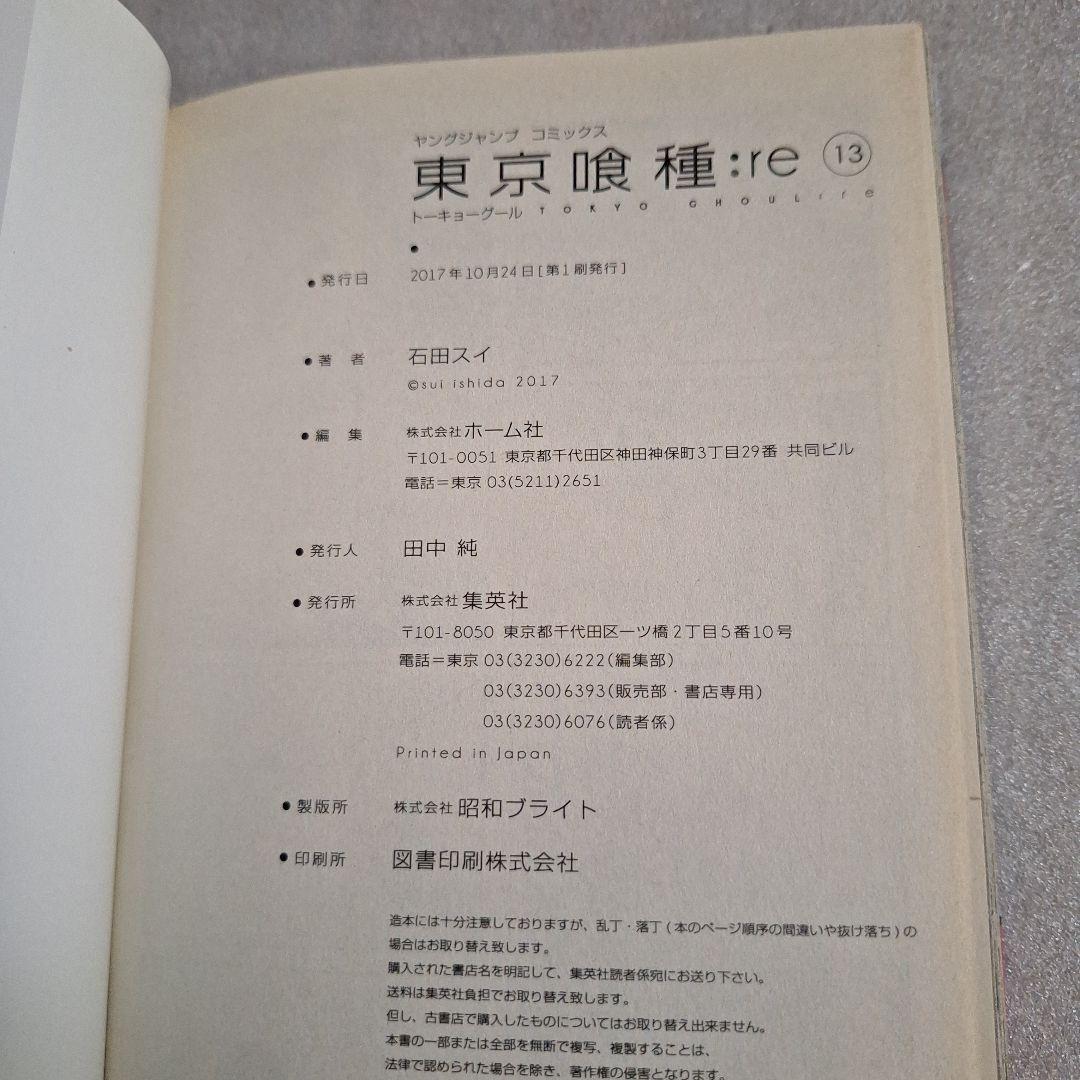 ヤングジャンプ コミックス
東京喰種:re ⑬
トーキョーグール TOKYO GHOUL:re
●
●発行日 2017年10月24日[第1刷発行]
●著 者 石田スイ
©sui ishida 2017
●編 集 株式会社ホーム社
〒101-0051 東京都千代田区神田神保町3丁目29番 共同ビル
電話=東京 03(5211)2651
●発行人 田中 純
●発行所 株式会社集英社
〒101-8050 東京都千代田区一ツ橋2丁目5番10号
電話=東京 03(3230)6222(編集部)
03(3230)6393(販売部・書店専用)
03(3230)6076(読者係)
Printed in Japan
●製版所 株式会社昭和ブライト
●印刷所 図書印刷株式会社
造本には十分注意しておりますが、乱丁・落丁(本のページ順序の間違いや抜け落ち)の
場合はお取り替え致します。
購入された書店名を明記して、集英社読者係宛にお送り下さい。
送料は集英社負担でお取り替え致します。
但し、古書店で購入したものについてはお取り替え出来ません。
本書の一部または全部を無断で複写、複製することは、
法律で認められた場合を除き、著作権の侵害となります。